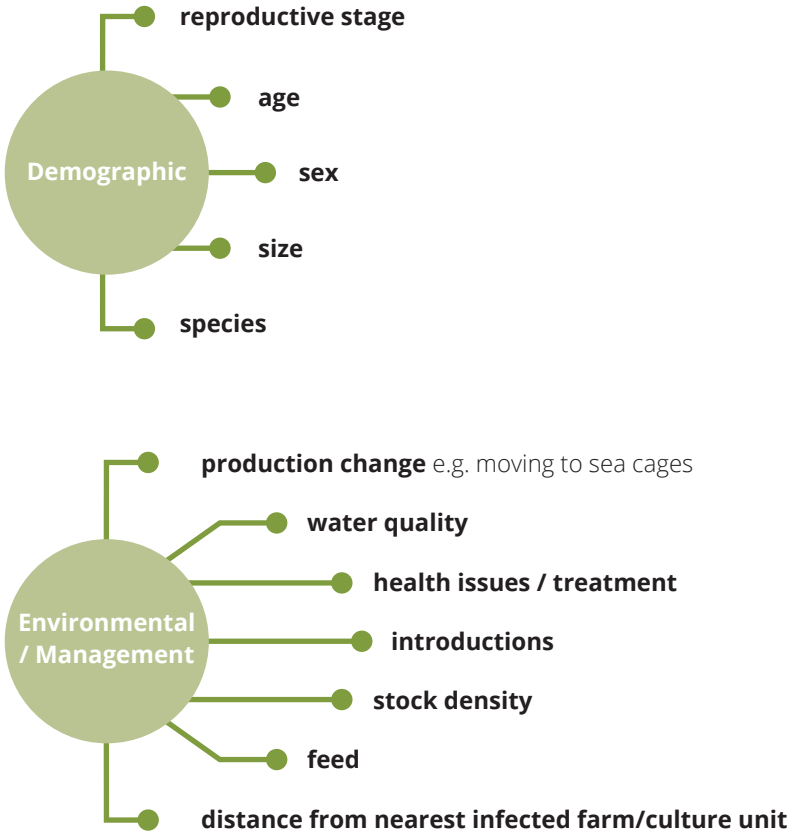 reproductive stage
age
Demographic
sex
size
species
production change e.g. moving to sea cages
water quality
health issues / treatment
Environmental
/ Management
introductions
stock density
feed
distance from nearest infected farm/culture unit